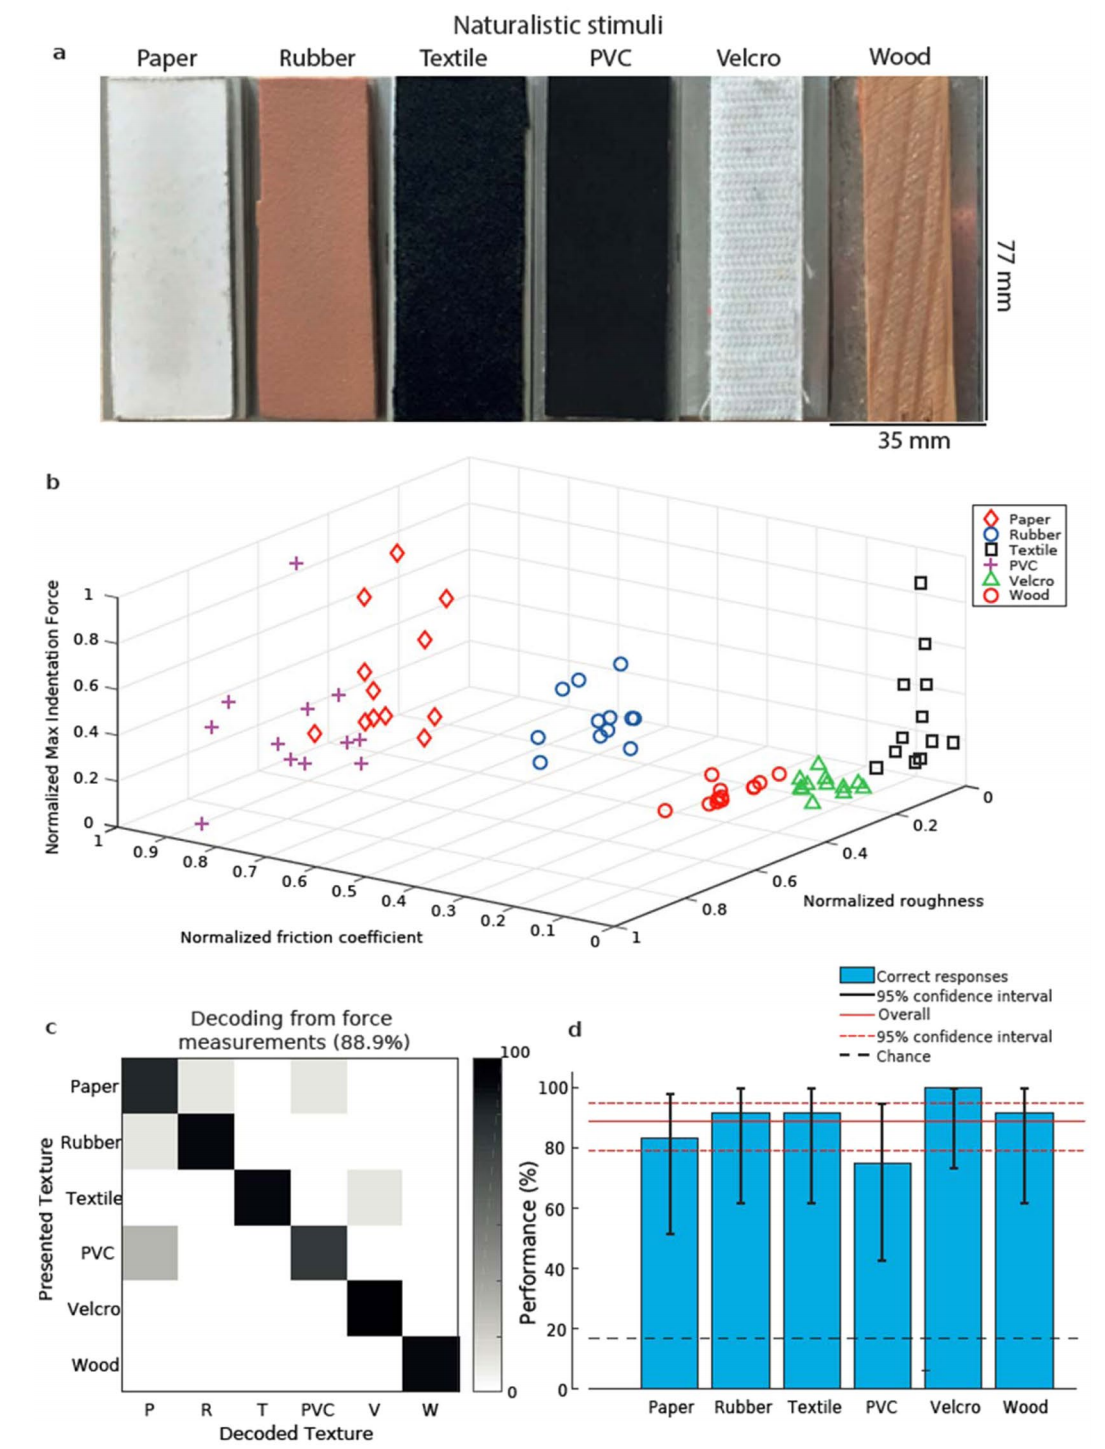 Naturalistic stimuli
a
Paper Rubber Textile PVC Velcro Wood
77 mm
35 mm
b
Paper
Rubber
Textile
PVC
Velcro
Wood
Normalized Max Indentation Force
1
0.8
0.6
0.4
0.2
0
1 0.9 0.8 0.7 0.6 0.5 0.4 0.3 0.2 0.1 0
Normalized friction coefficient
1 0.8 0.6 0.4 0.2 0
Normalized roughness
c
Decoding from force
measurements (88.9%)
100
0
Presented Texture
Paper
Rubber
Textile
PVC
Velcro
Wood
P R T PVC V W
Decoded Texture
d
Correct responses
95% confidence interval
Overall
95% confidence interval
Chance
Performance (%)
100
80
60
40
20
0
Paper Rubber Textile PVC Velcro Wood